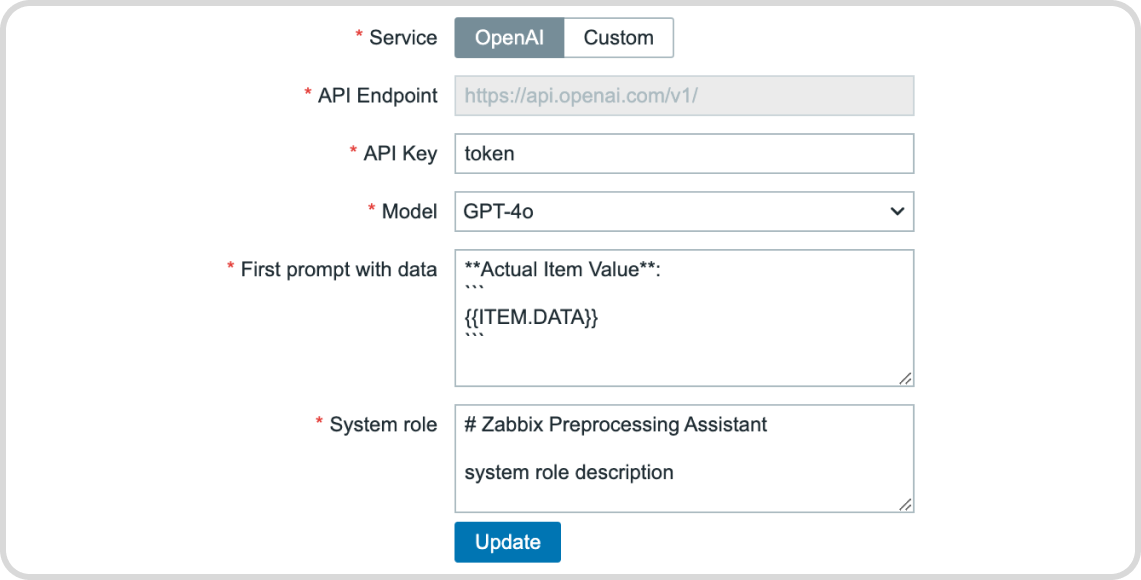 * Service OpenAI Custom
* API Endpoint https://api.openai.com/v1/
* API Key token
* Model GPT-4o
* First prompt with data **Actual Item Value**:
```
{{ITEM.DATA}}
```
* System role # Zabbix Preprocessing Assistant
system role description
Update